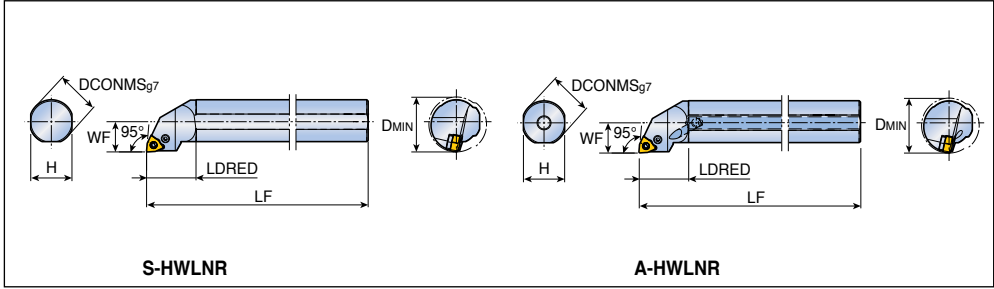 DCONMSg7
WF
95°
H
LDRED
LF
DMIN
S-HWLNR
DCONMSg7
WF
95°
H
LDRED
LF
DMIN
A-HWLNR